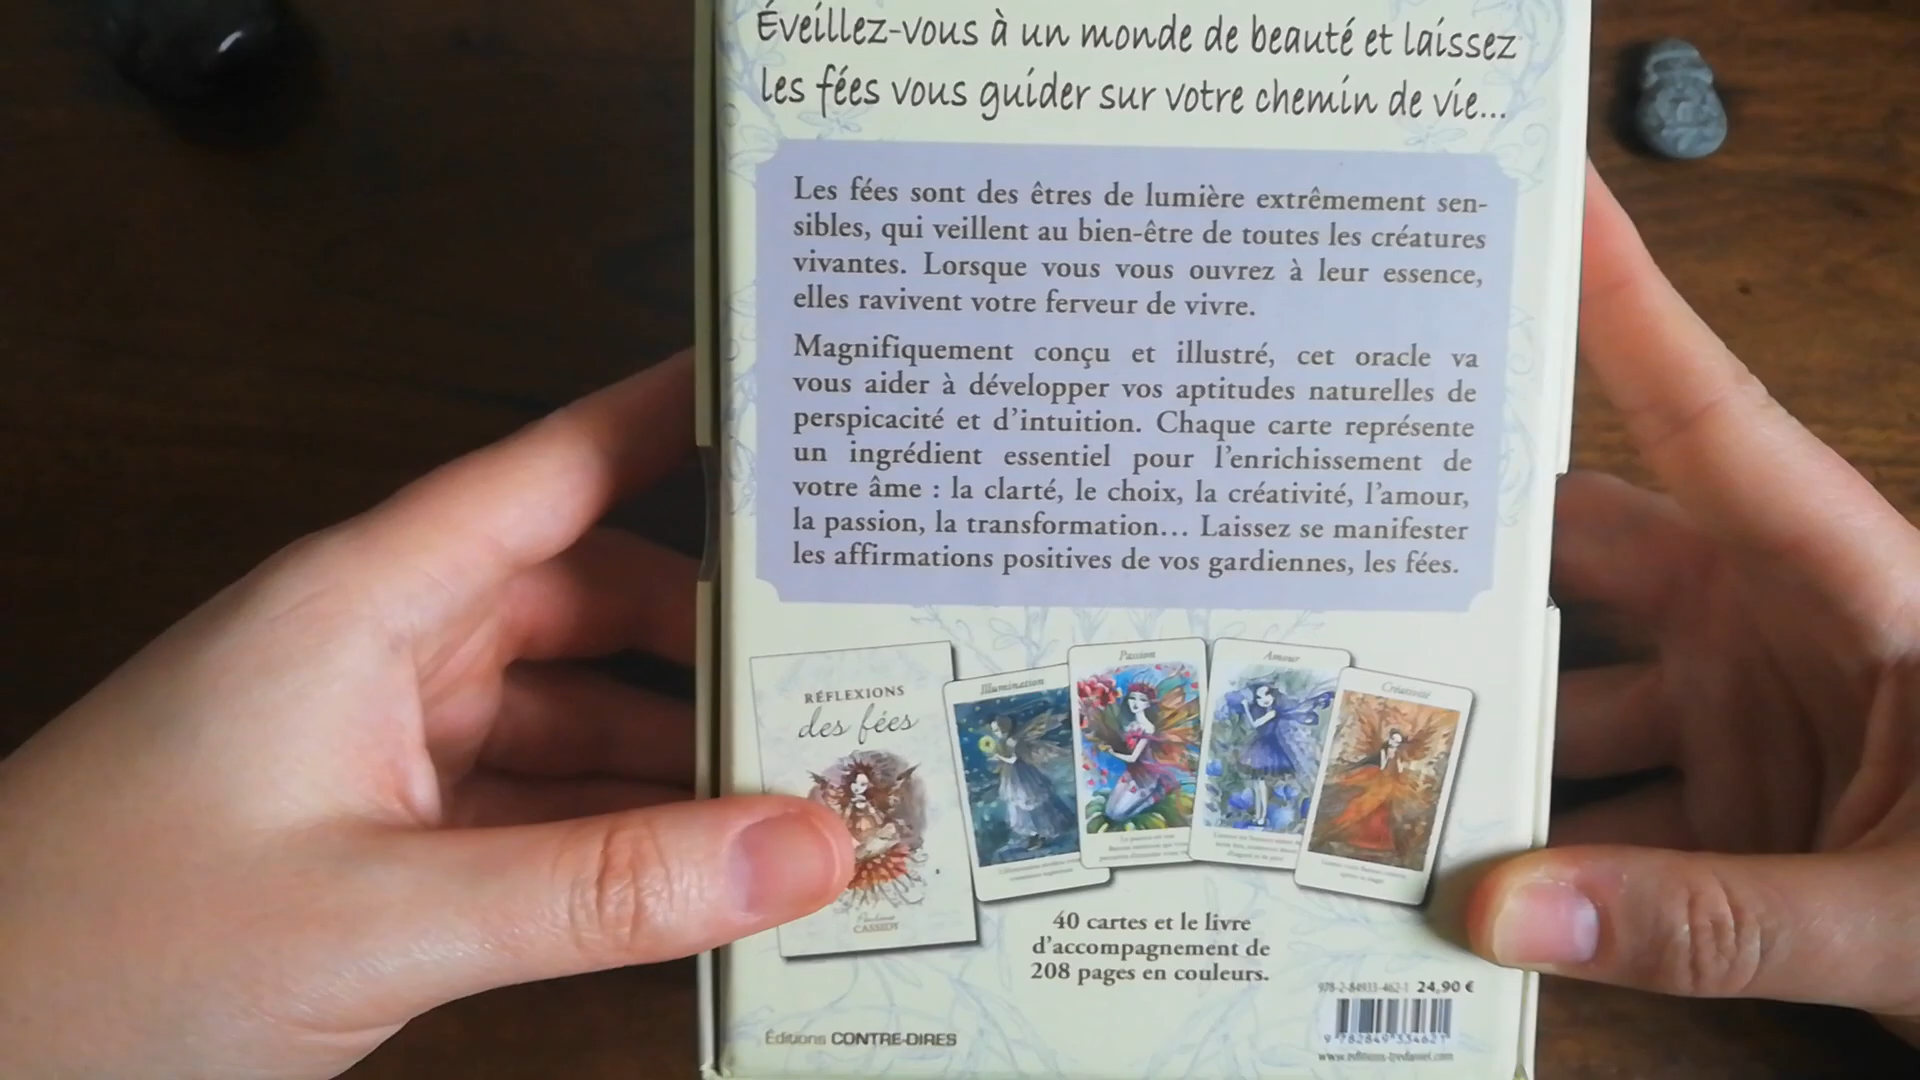 Éveillez-vous à un monde de beauté et laissez
les fées vous guider sur votre chemin de vie...
Les fées sont des êtres de lumière extrêmement sen-
sibles, qui veillent au bien-être de toutes les créatures
vivantes. Lorsque vous vous ouvrez à leur essence,
elles ravivent votre ferveur de vivre.
Magnifiquement conçu et illustré, cet oracle va
vous aider à développer vos aptitudes naturelles de
perspicacité et d'intuition. Chaque carte représente
un ingrédient essentiel pour l'enrichissement de
votre âme : la clarté, le choix, la créativité, l'amour,
la passion, la transformation... Laissez se manifester
les affirmations positives de vos gardiennes, les fées.
RÉFLEXIONS
des fées
CASSIDY
Illumination
Passion
Amour
Créativité
40 cartes et le livre
d'accompagnement de
208 pages en couleurs.
978-2-84933-462-1 24,90 €
9 782849 334621
Éditions CONTRE-DIRES